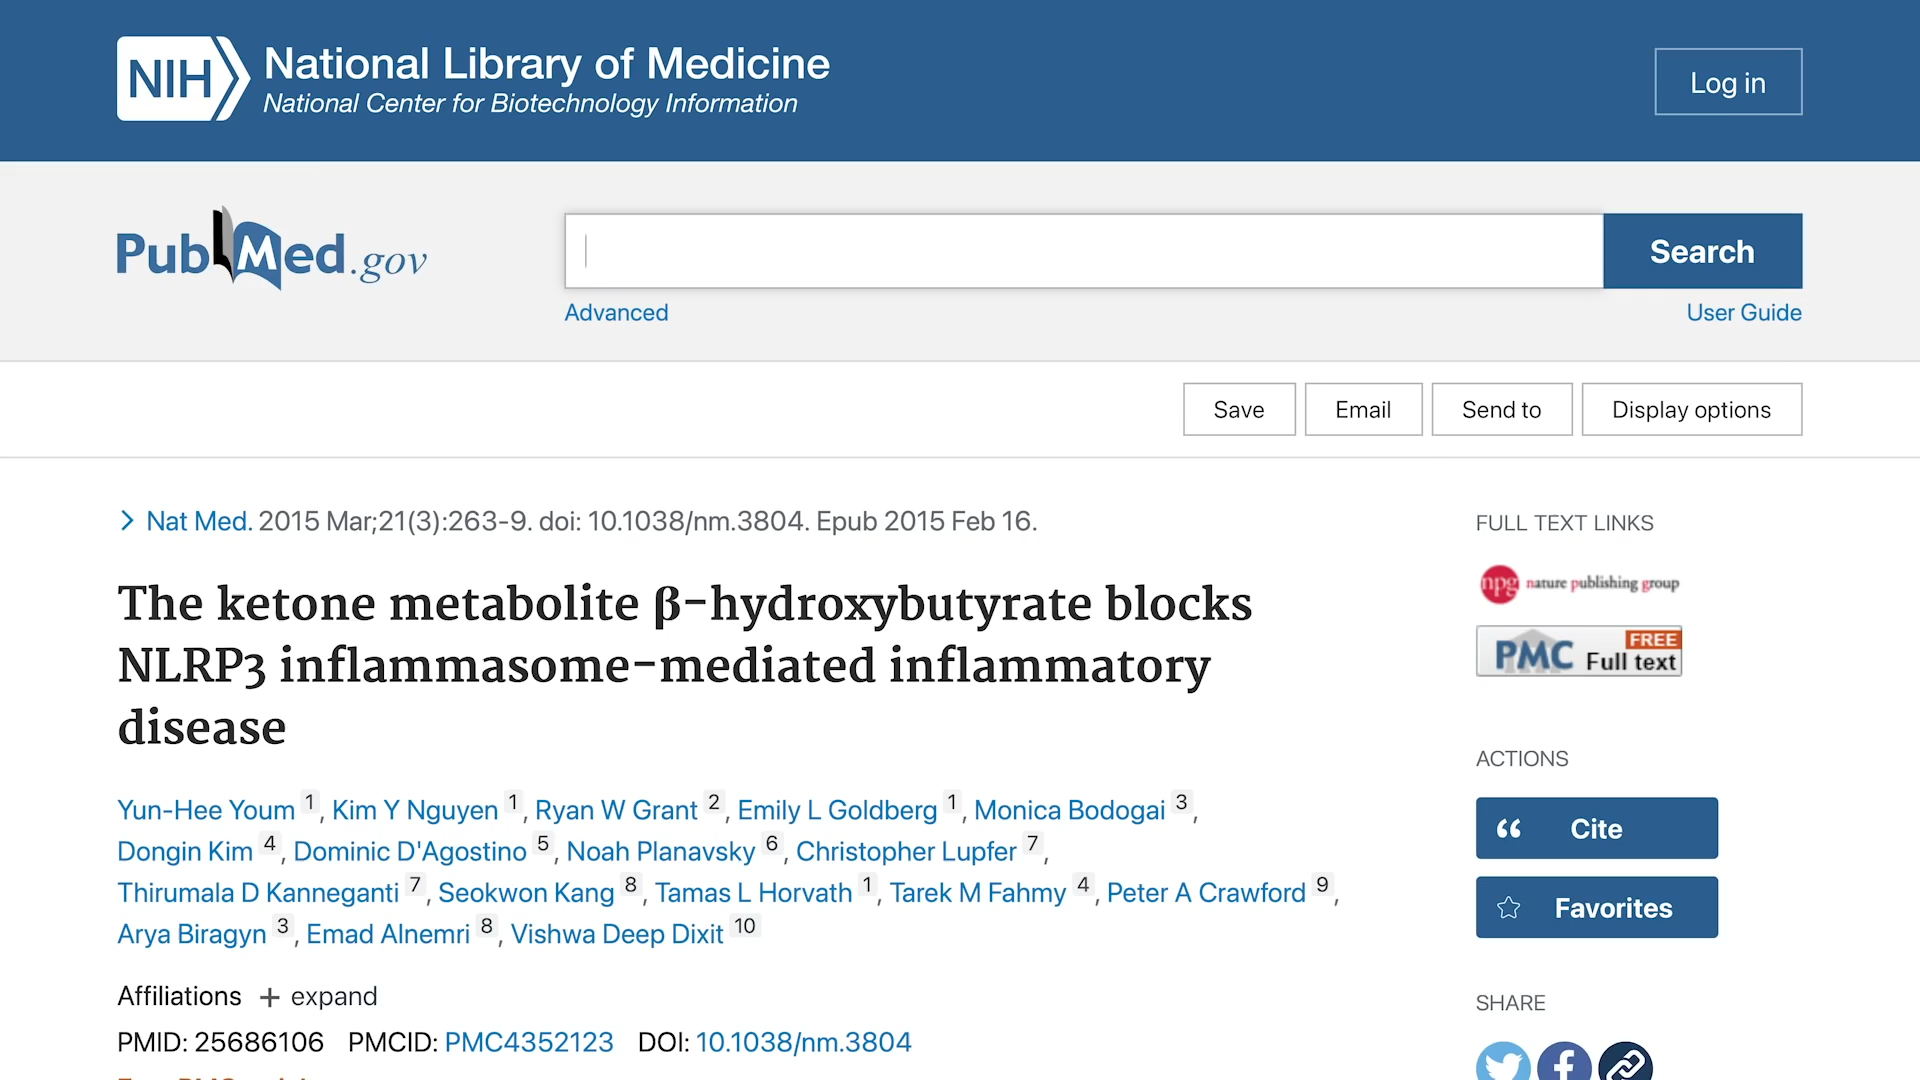 NIH National Library of Medicine
National Center for Biotechnology Information
Log in
PubMed.gov
Search
Advanced
User Guide
Save
Email
Send to
Display options
Nat Med. 2015 Mar;21(3):263-9. doi: 10.1038/nm.3804. Epub 2015 Feb 16.
The ketone metabolite β-hydroxybutyrate blocks
NLRP3 inflammasome-mediated inflammatory
disease
Yun-Hee Youm 1, Kim Y Nguyen 1, Ryan W Grant 2, Emily L Goldberg 1, Monica Bodogai 3,
Dongin Kim 4, Dominic D'Agostino 5, Noah Planavsky 6, Christopher Lupfer 7,
Thirumala D Kanneganti 7, Seokwon Kang 8, Tamas L Horvath 1, Tarek M Fahmy 4, Peter A Crawford 9,
Arya Biragyn 3, Emad Alnemri 8, Vishwa Deep Dixit 10
Affiliations + expand
PMID: 25686106 PMCID: PMC4352123 DOI: 10.1038/nm.3804
FULL TEXT LINKS
npg nature publishing group
PMC FREE Full text
ACTIONS
Cite
Favorites
SHARE